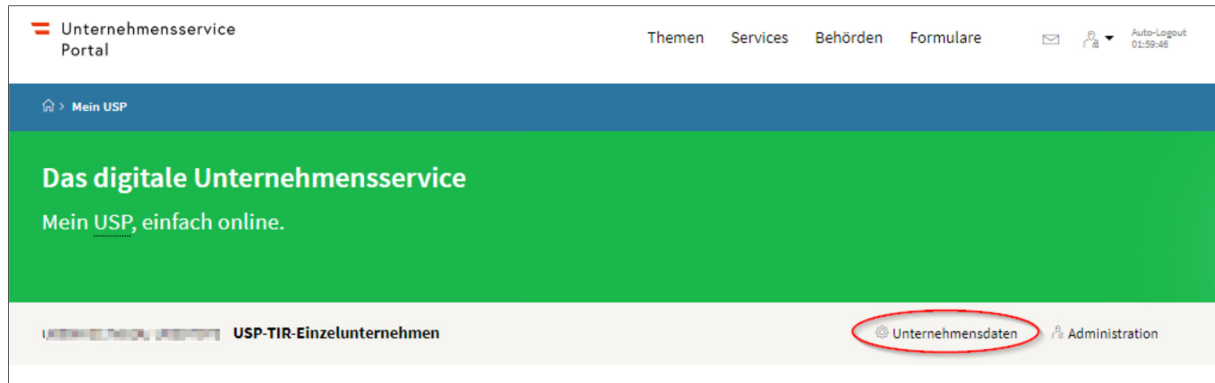 Unternehmensservice
Portal
Themen Services Behörden Formulare
Auto-Logout
01:59:46
> Mein USP
Das digitale Unternehmensservice
Mein USP, einfach online.
USP-TIR-Einzelunternehmen Unternehmensdaten Administration